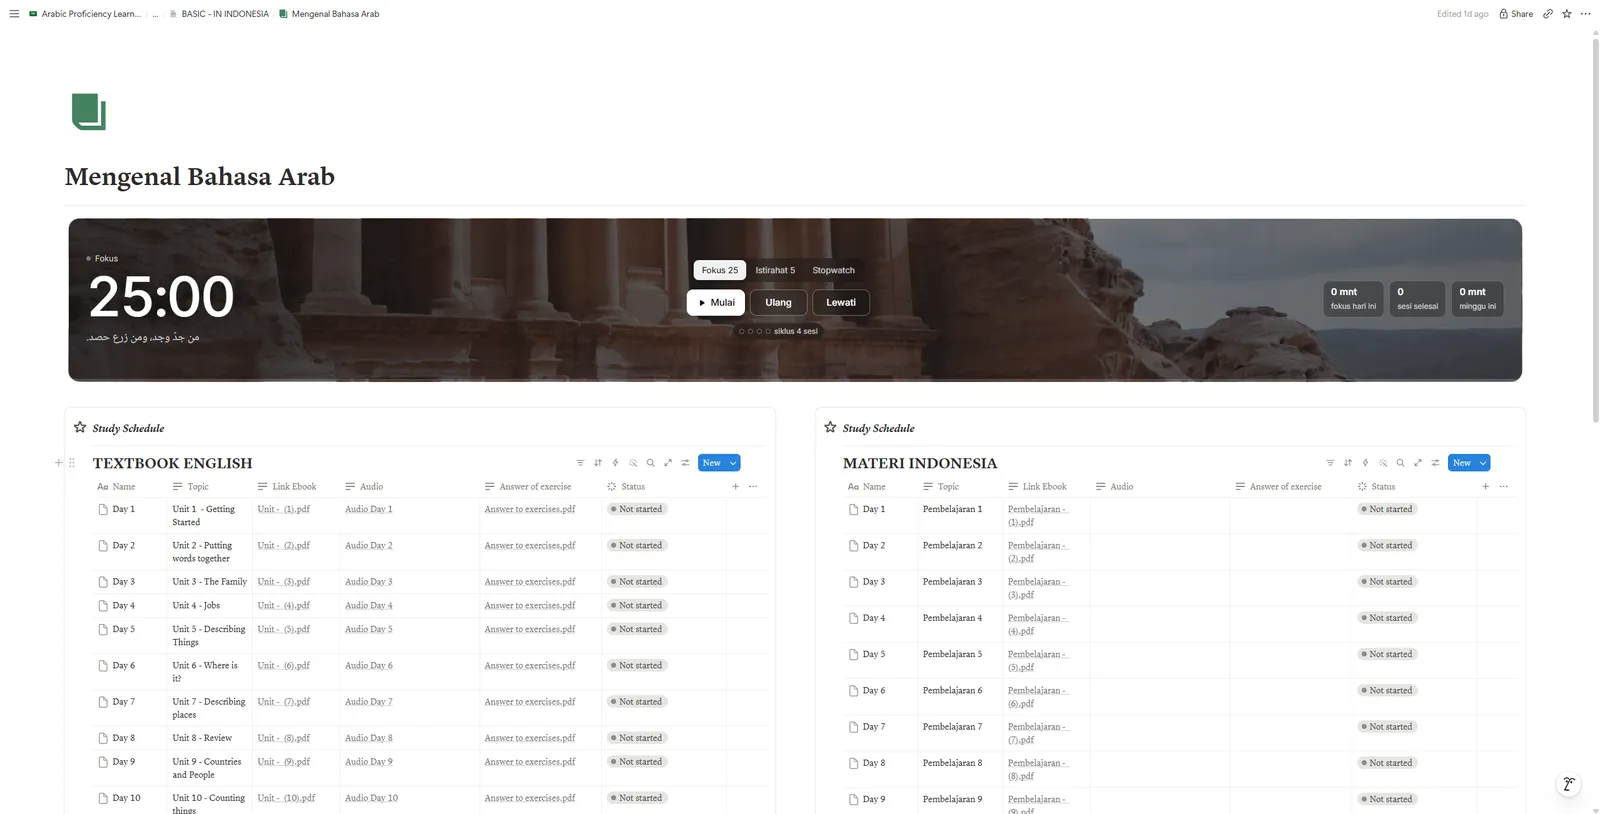 Arabic Proficiency Learn... / ... / BASIC - IN INDONESIA / Mengenal Bahasa Arab
Edited 1d ago Share
Mengenal Bahasa Arab
Fokus
25:00
من جدّ وجد، ومن زرع حصد.
Fokus 25 Istirahat 5 Stopwatch
Mulai Ulang Lewati
siklus 4 sesi
0 mnt 0 0 mnt
fokus hari ini sesi selesai minggu ini
Study Schedule
TEXTBOOK ENGLISH New
Aa Name Topic Link Ebook Audio Answer of exercise Status
Day 1 Unit 1 - Getting Unit - (1).pdf Audio Day 1 Answer to exercises.pdf Not started
Started
Day 2 Unit 2 - Putting Unit - (2).pdf Audio Day 2 Answer to exercises.pdf Not started
words together
Day 3 Unit 3 - The Family Unit - (3).pdf Audio Day 3 Answer to exercises.pdf Not started
Day 4 Unit 4 - Jobs Unit - (4).pdf Audio Day 4 Answer to exercises.pdf Not started
Day 5 Unit 5 - Describing Unit - (5).pdf Audio Day 5 Answer to exercises.pdf Not started
Things
Day 6 Unit 6 - Where is Unit - (6).pdf Audio Day 6 Answer to exercises.pdf Not started
it?
Day 7 Unit 7 - Describing Unit - (7).pdf Audio Day 7 Answer to exercises.pdf Not started
places
Day 8 Unit 8 - Review Unit - (8).pdf Audio Day 8 Answer to exercises.pdf Not started
Day 9 Unit 9 - Countries Unit - (9).pdf Audio Day 9 Answer to exercises.pdf Not started
and People
Day 10 Unit 10 - Counting Unit - (10).pdf Audio Day 10 Answer to exercises.pdf Not started
things
Study Schedule
MATERI INDONESIA New
Aa Name Topic Link Ebook Audio Answer of exercise Status
Day 1 Pembelajaran 1 Pembelajaran - Not started
(1).pdf
Day 2 Pembelajaran 2 Pembelajaran - Not started
(2).pdf
Day 3 Pembelajaran 3 Pembelajaran - Not started
(3).pdf
Day 4 Pembelajaran 4 Pembelajaran - Not started
(4).pdf
Day 5 Pembelajaran 5 Pembelajaran - Not started
(5).pdf
Day 6 Pembelajaran 6 Pembelajaran - Not started
(6).pdf
Day 7 Pembelajaran 7 Pembelajaran - Not started
(7).pdf
Day 8 Pembelajaran 8 Pembelajaran - Not started
(8).pdf
Day 9 Pembelajaran 9 Pembelajaran - Not started
(9).pdf